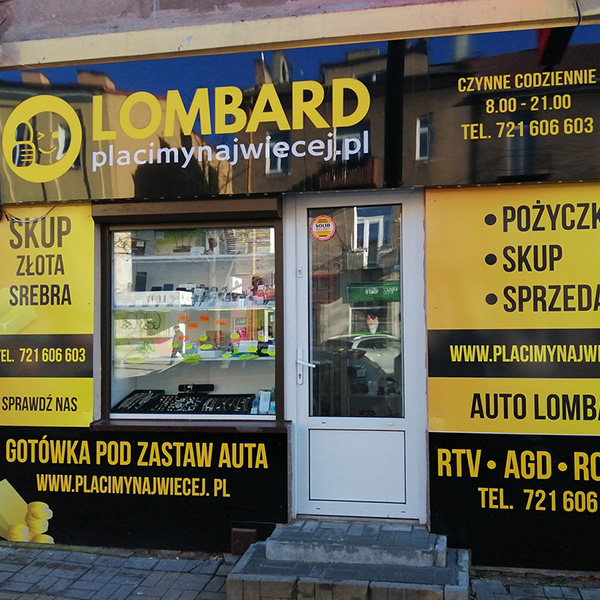 LOMBARD
placimynajwiecej.pl
CZYNNE CODZIENNIE
8.00 - 21.00
TEL. 721 606 603
SKUP
ZŁOTA
SREBRA
TEL. 721 606 603
SPRAWDŹ NAS
SOLID
• POŻYCZK
• SKUP
• SPRZEDA
WWW.PLACIMYNAJWI
AUTO LOMBA
GOTÓWKA POD ZASTAW AUTA
WWW.PLACIMYNAJWIECEJ. PL
RTV • AGD • RO
TEL. 721 606